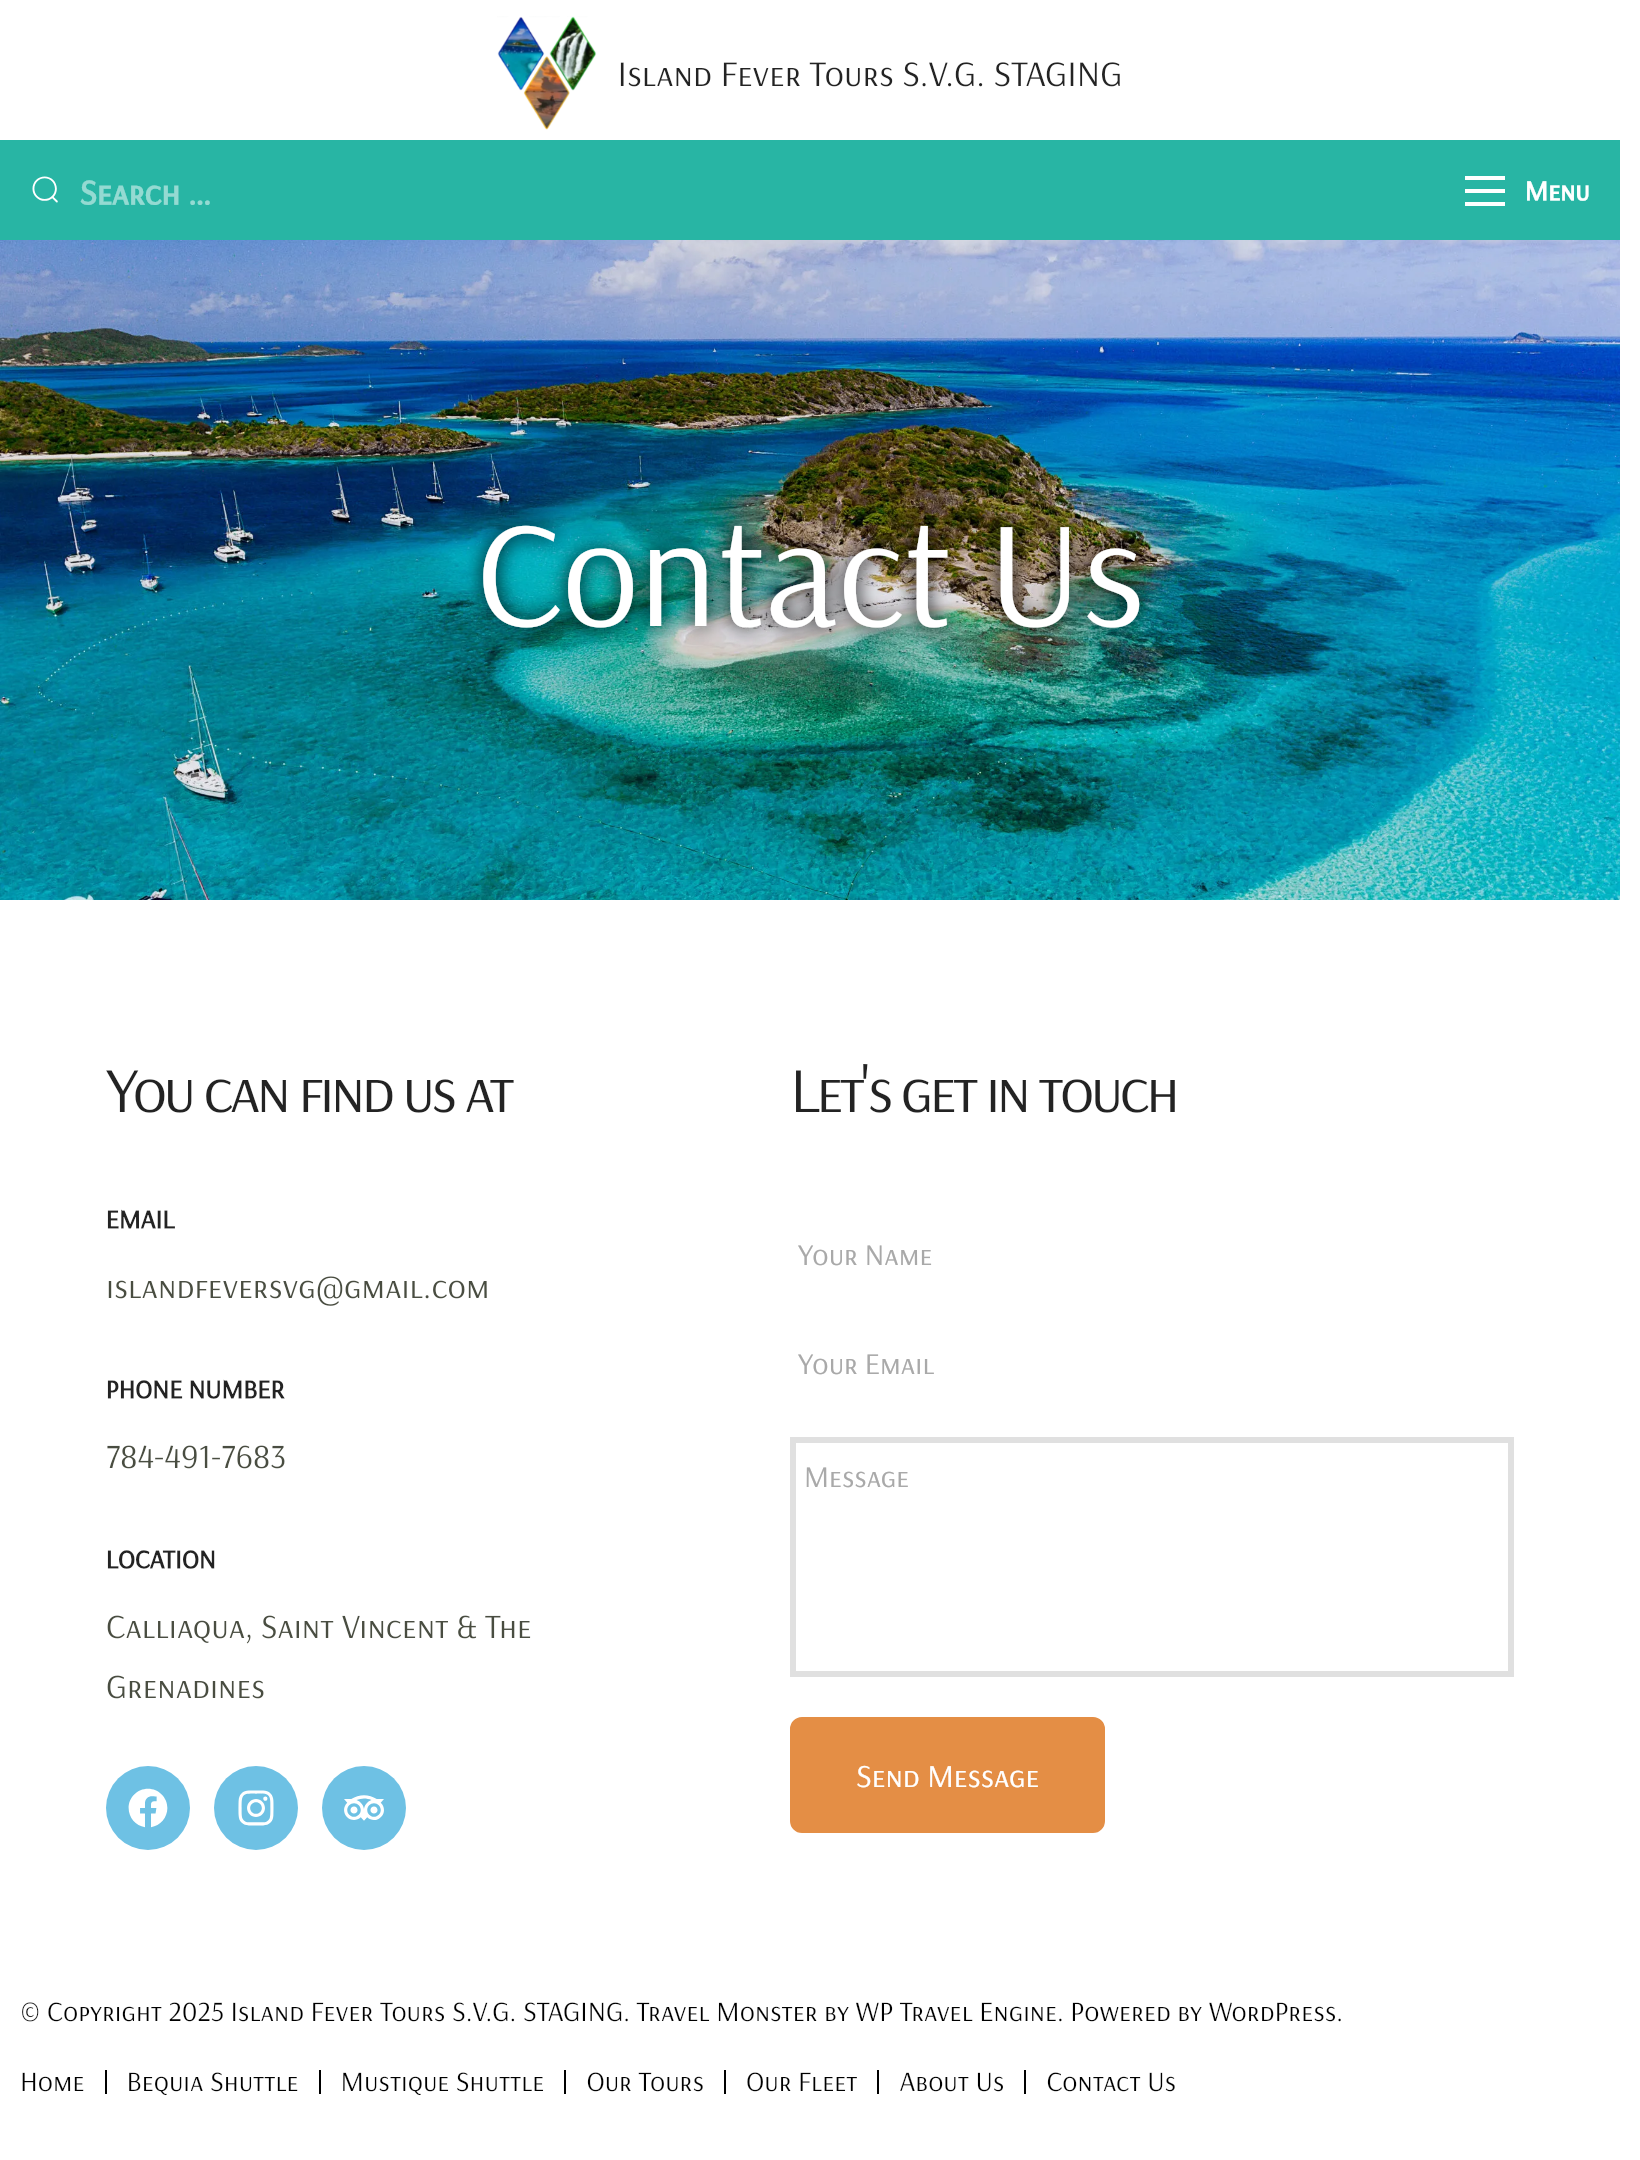 Island Fever Tours S.V.G. STAGING
Search ...
Menu
Contact Us
You can find us at
EMAIL
islandfeversvg@gmail.com
PHONE NUMBER
784-491-7683
LOCATION
Calliaqua, Saint Vincent & The
Grenadines
Let's get in touch
Your Name
Your Email
Message
Send Message
© Copyright 2025 Island Fever Tours S.V.G. STAGING. Travel Monster by WP Travel Engine. Powered by WordPress.
Home | Bequia Shuttle | Mustique Shuttle | Our Tours | Our Fleet | About Us | Contact Us